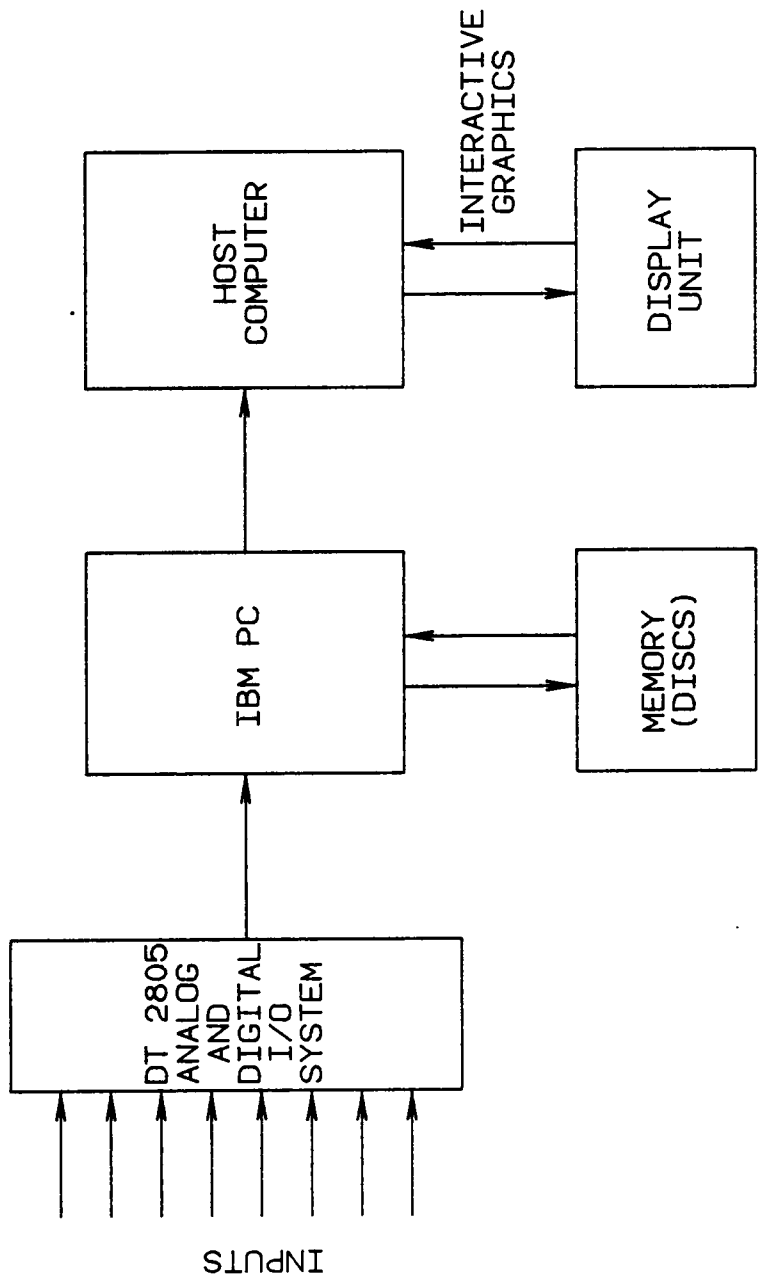 INPUTS
DT 2805
ANALOG
AND
DIGITAL
I/O
SYSTEM
IBM PC
MEMORY
(DISCS)
HOST
COMPUTER
INTERACTIVE
GRAPHICS
DISPLAY
UNIT